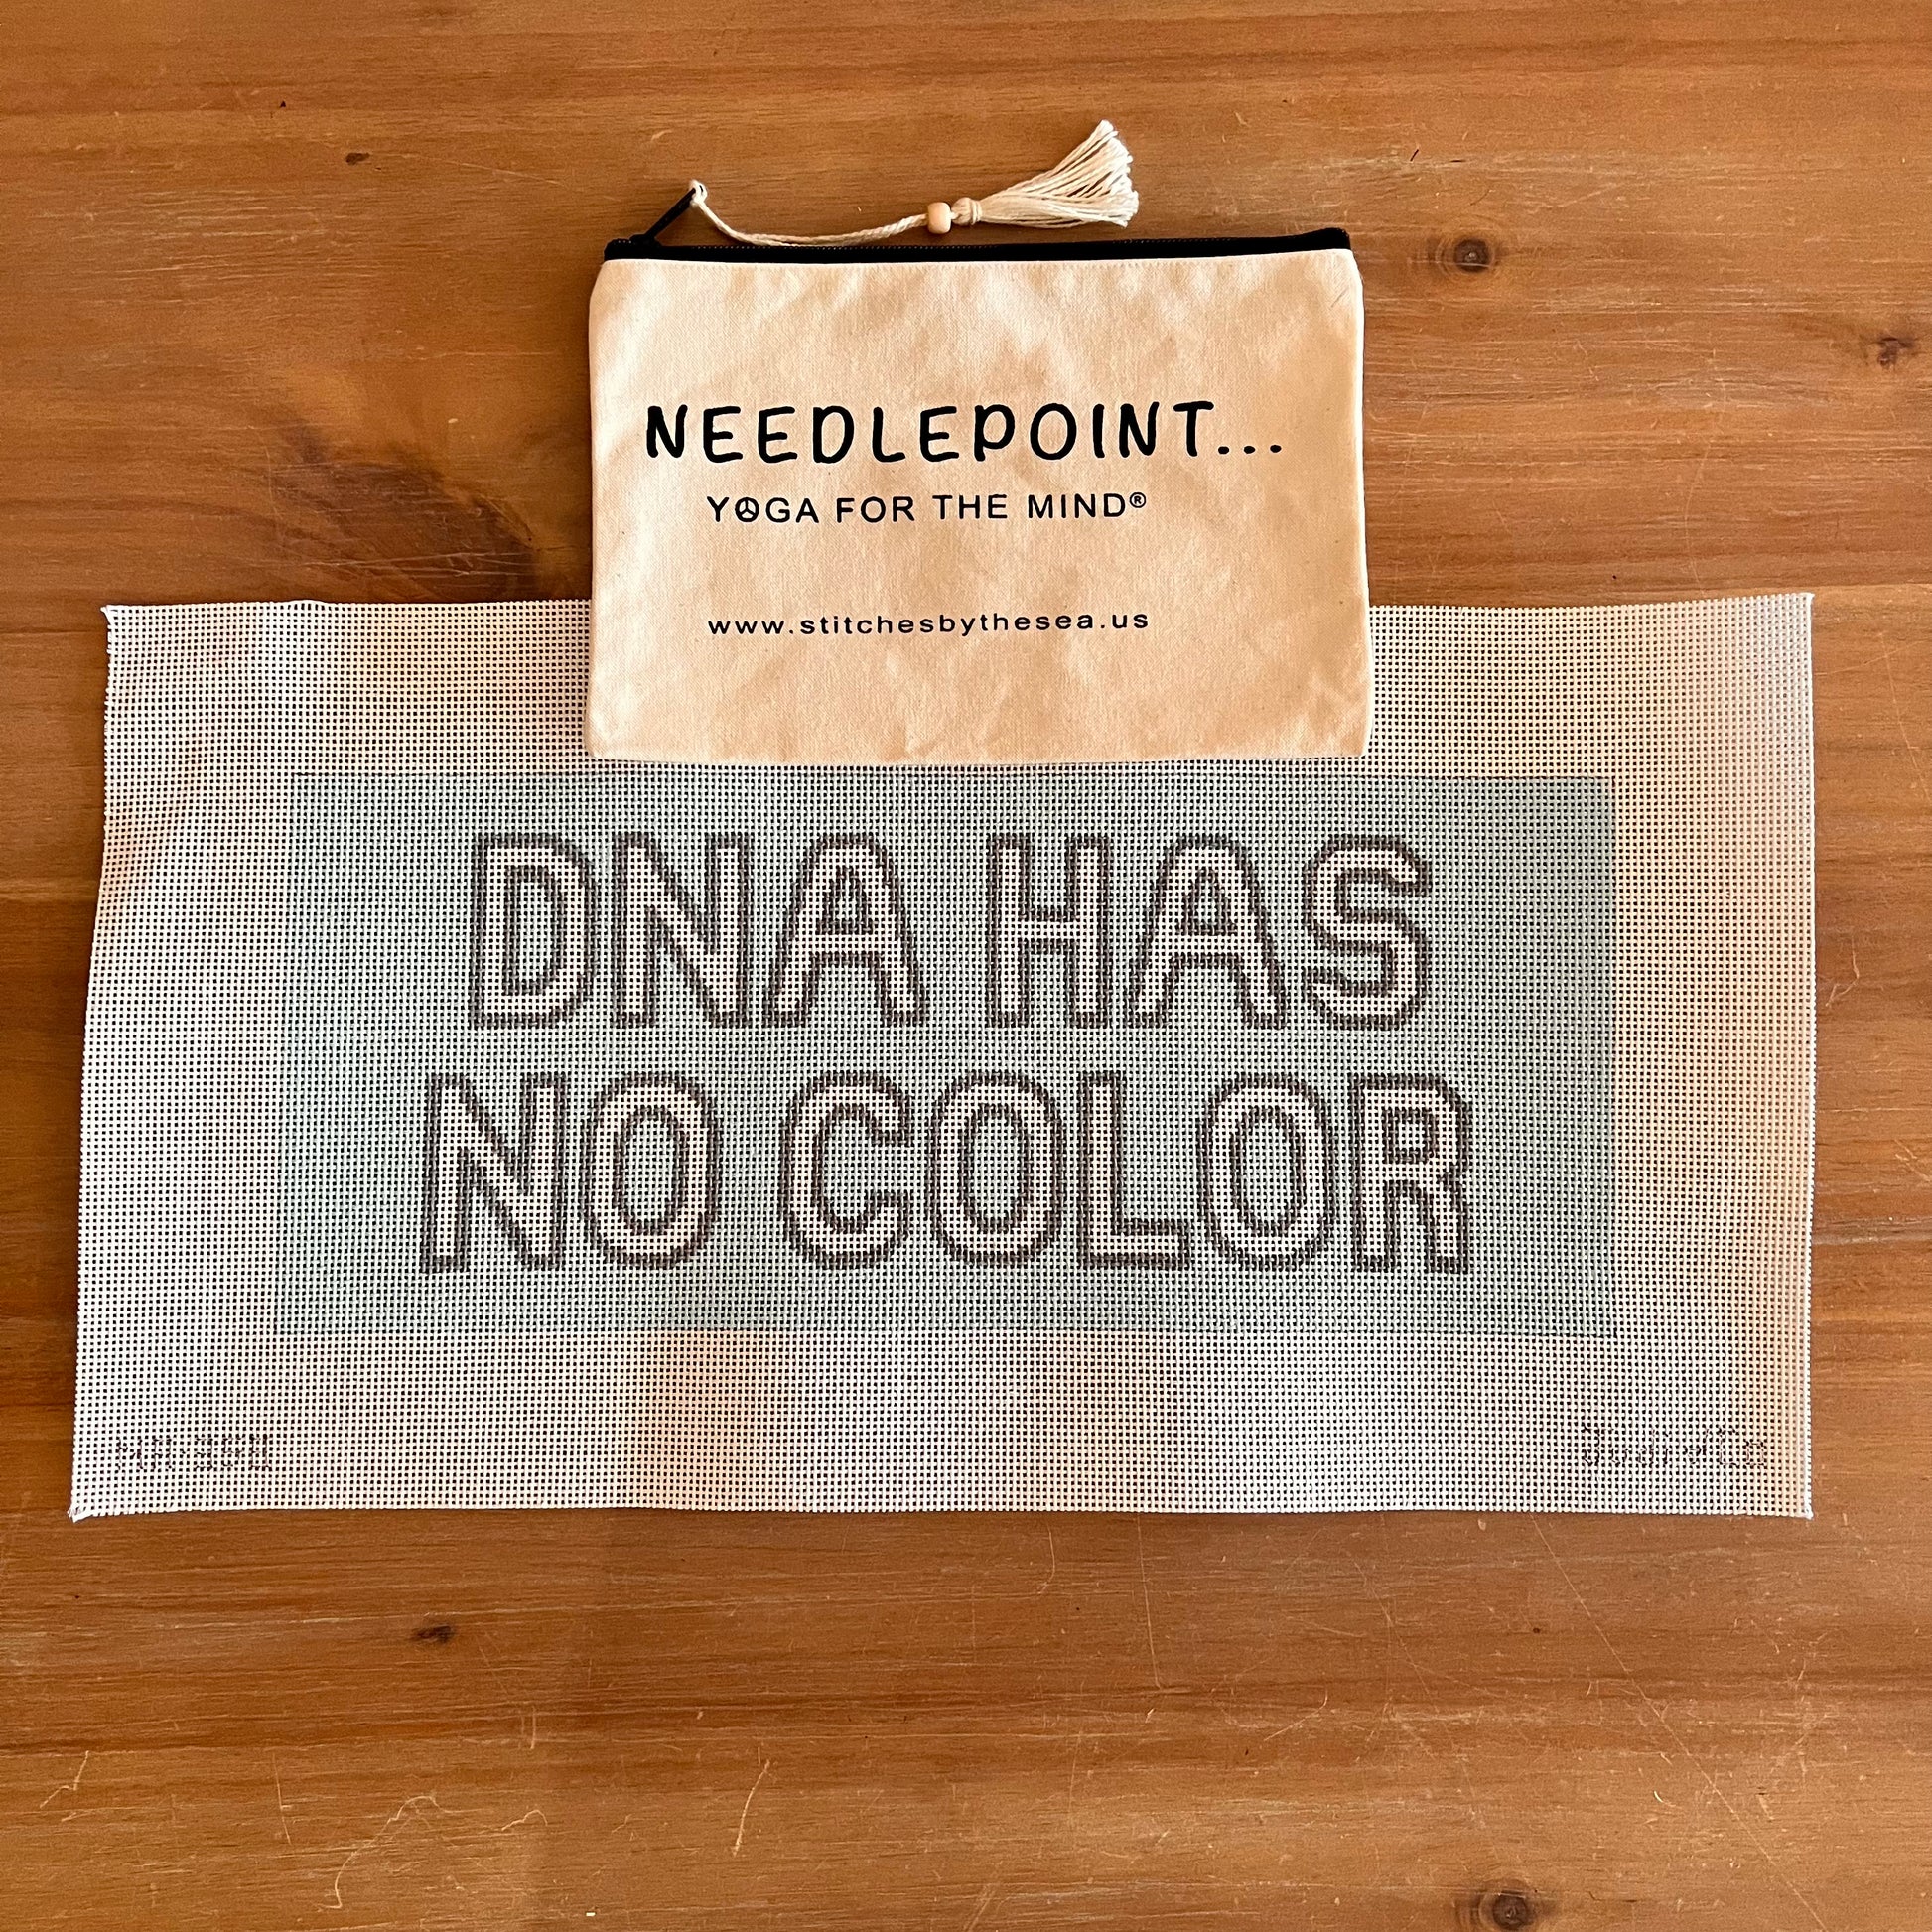 NEEDLEPOINT...
YOGA FOR THE MIND®
www.stitchesbythesea.us
DNA HAS
NO COLOR